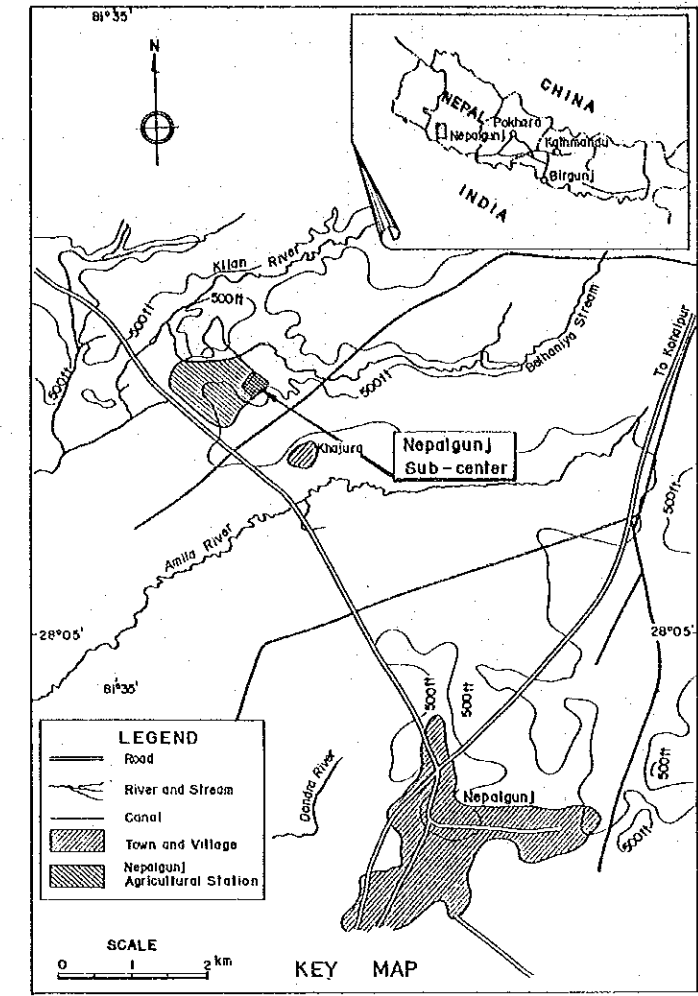 81°35'
N
CHINA
NEPAL
Pokhara
Nepalgunj
Kathmandu
Birgunj
INDIA
Kiran River
500ft
500ft
500ft
500ft
Bethaniya Stream
To Kohalpur
Khajura
Nepalgunj
Sub-center
500ft
Amila River
28°05'
28°05'
81°35'
500ft
500ft
500ft
500ft
LEGEND
Road
River and Stream
Canal
Town and Village
Nepalgunj
Agricultural Station
Dondra River
Nepalgunj
SCALE
0 1 2 km
KEY MAP